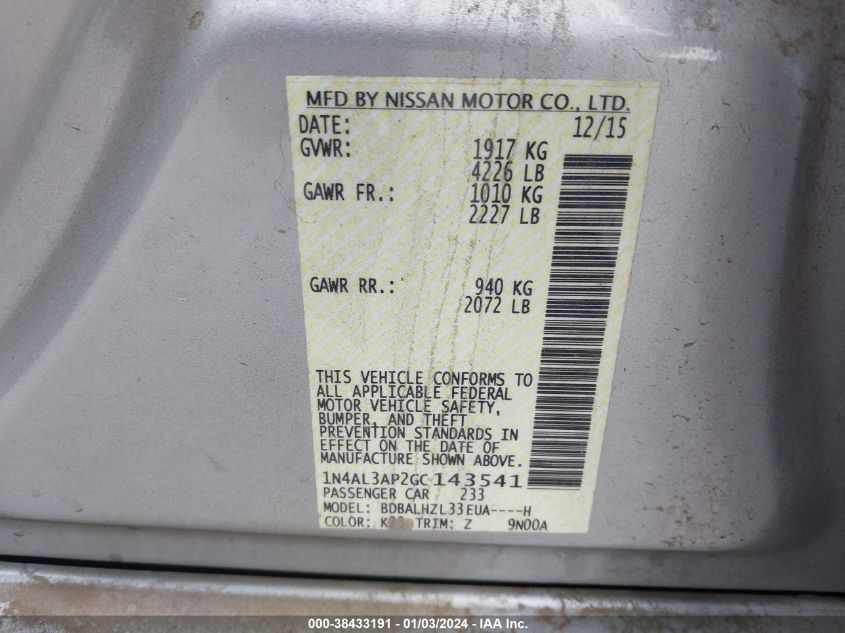 MFD BY NISSAN MOTOR CO., LTD.
DATE: 12/15
GVWR: 1917 KG
4226 LB
GAWR FR.: 1010 KG
2227 LB
GAWR RR.: 940 KG
2072 LB
THIS VEHICLE CONFORMS TO
ALL APPLICABLE FEDERAL
MOTOR VEHICLE SAFETY,
BUMPER, AND THEFT
PREVENTION STANDARDS IN
EFFECT ON THE DATE OF
MANUFACTURE SHOWN ABOVE.
1N4AL3AP2GC143541
PASSENGER CAR 233
MODEL: BDBALHZL33EUA----H
COLOR: TRIM: Z 9N00A
000-38433191 - 01/03/2024 - IAA Inc.